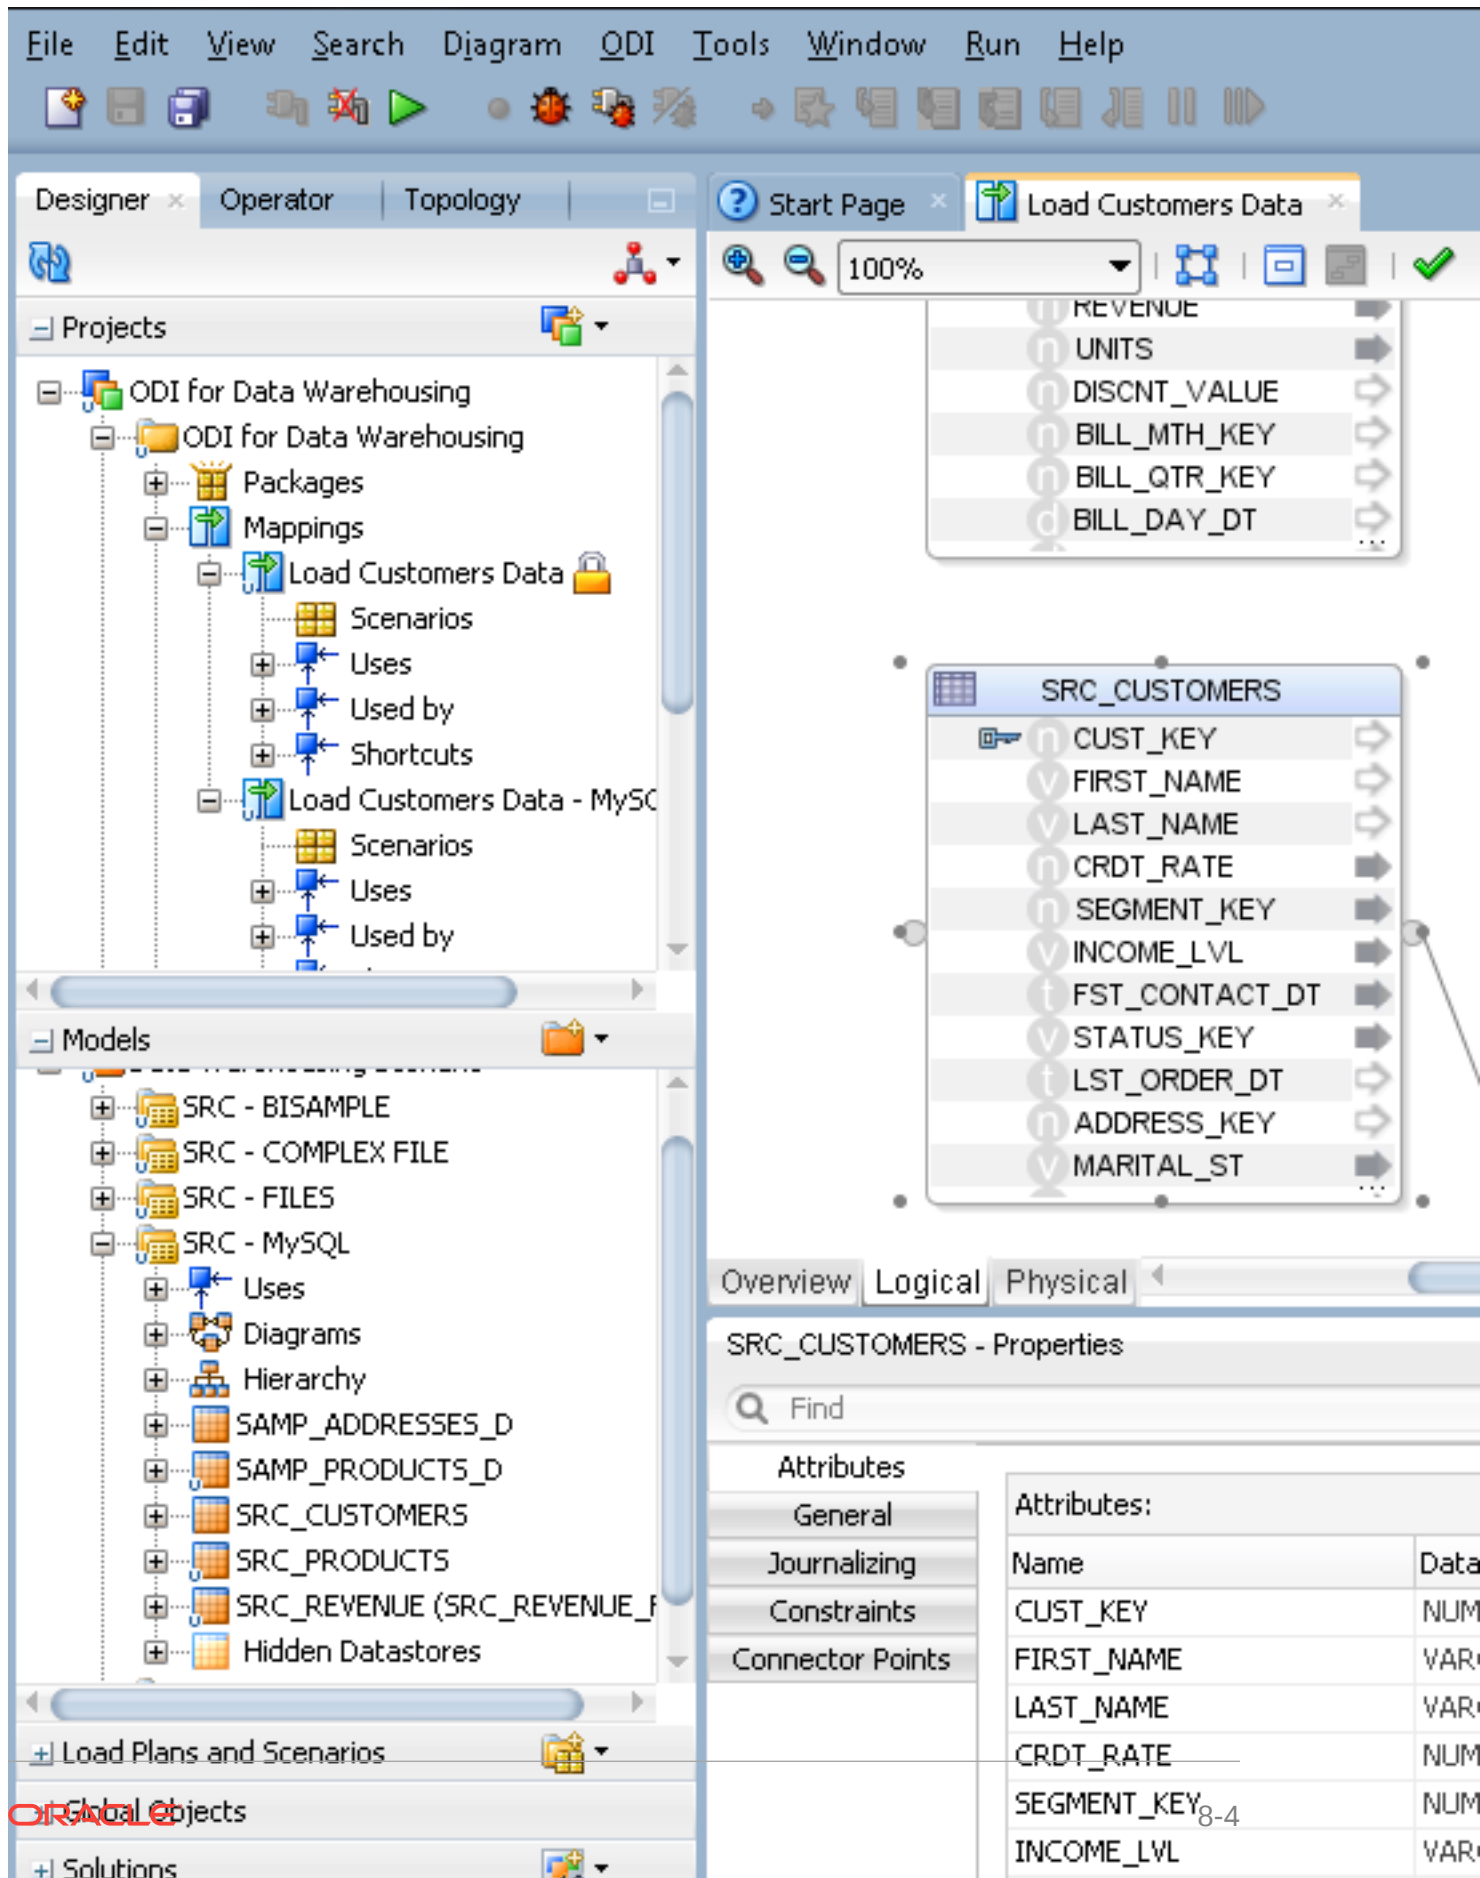 File Edit View Search Diagram ODI Tools Window Run Help
Designer Operator Topology
Projects
ODI for Data Warehousing
ODI for Data Warehousing
Packages
Mappings
Load Customers Data
Scenarios
Uses
Used by
Shortcuts
Load Customers Data - MySQ
Scenarios
Uses
Used by
Models
SRC - BISAMPLE
SRC - COMPLEX FILE
SRC - FILES
SRC - MySQL
Uses
Diagrams
Hierarchy
SAMP_ADDRESSES_D
SAMP_PRODUCTS_D
SRC_CUSTOMERS
SRC_PRODUCTS
SRC_REVENUE (SRC_REVENUE_F
Hidden Datastores
Load Plans and Scenarios
Global Objects
ORACLE
Solutions
Start Page Load Customers Data
100%
REVENUE
UNITS
DISCNT_VALUE
BILL_MTH_KEY
BILL_QTR_KEY
BILL_DAY_DT
SRC_CUSTOMERS
CUST_KEY
FIRST_NAME
LAST_NAME
CRDT_RATE
SEGMENT_KEY
INCOME_LVL
FST_CONTACT_DT
STATUS_KEY
LST_ORDER_DT
ADDRESS_KEY
MARITAL_ST
Overview Logical Physical
SRC_CUSTOMERS - Properties
Find
Attributes
General
Journalizing
Constraints
Connector Points
Attributes:
Name Data
CUST_KEY NUM
FIRST_NAME VAR
LAST_NAME VAR
CRDT_RATE NUM
SEGMENT_KEY NUM
8-4
INCOME_LVL VAR